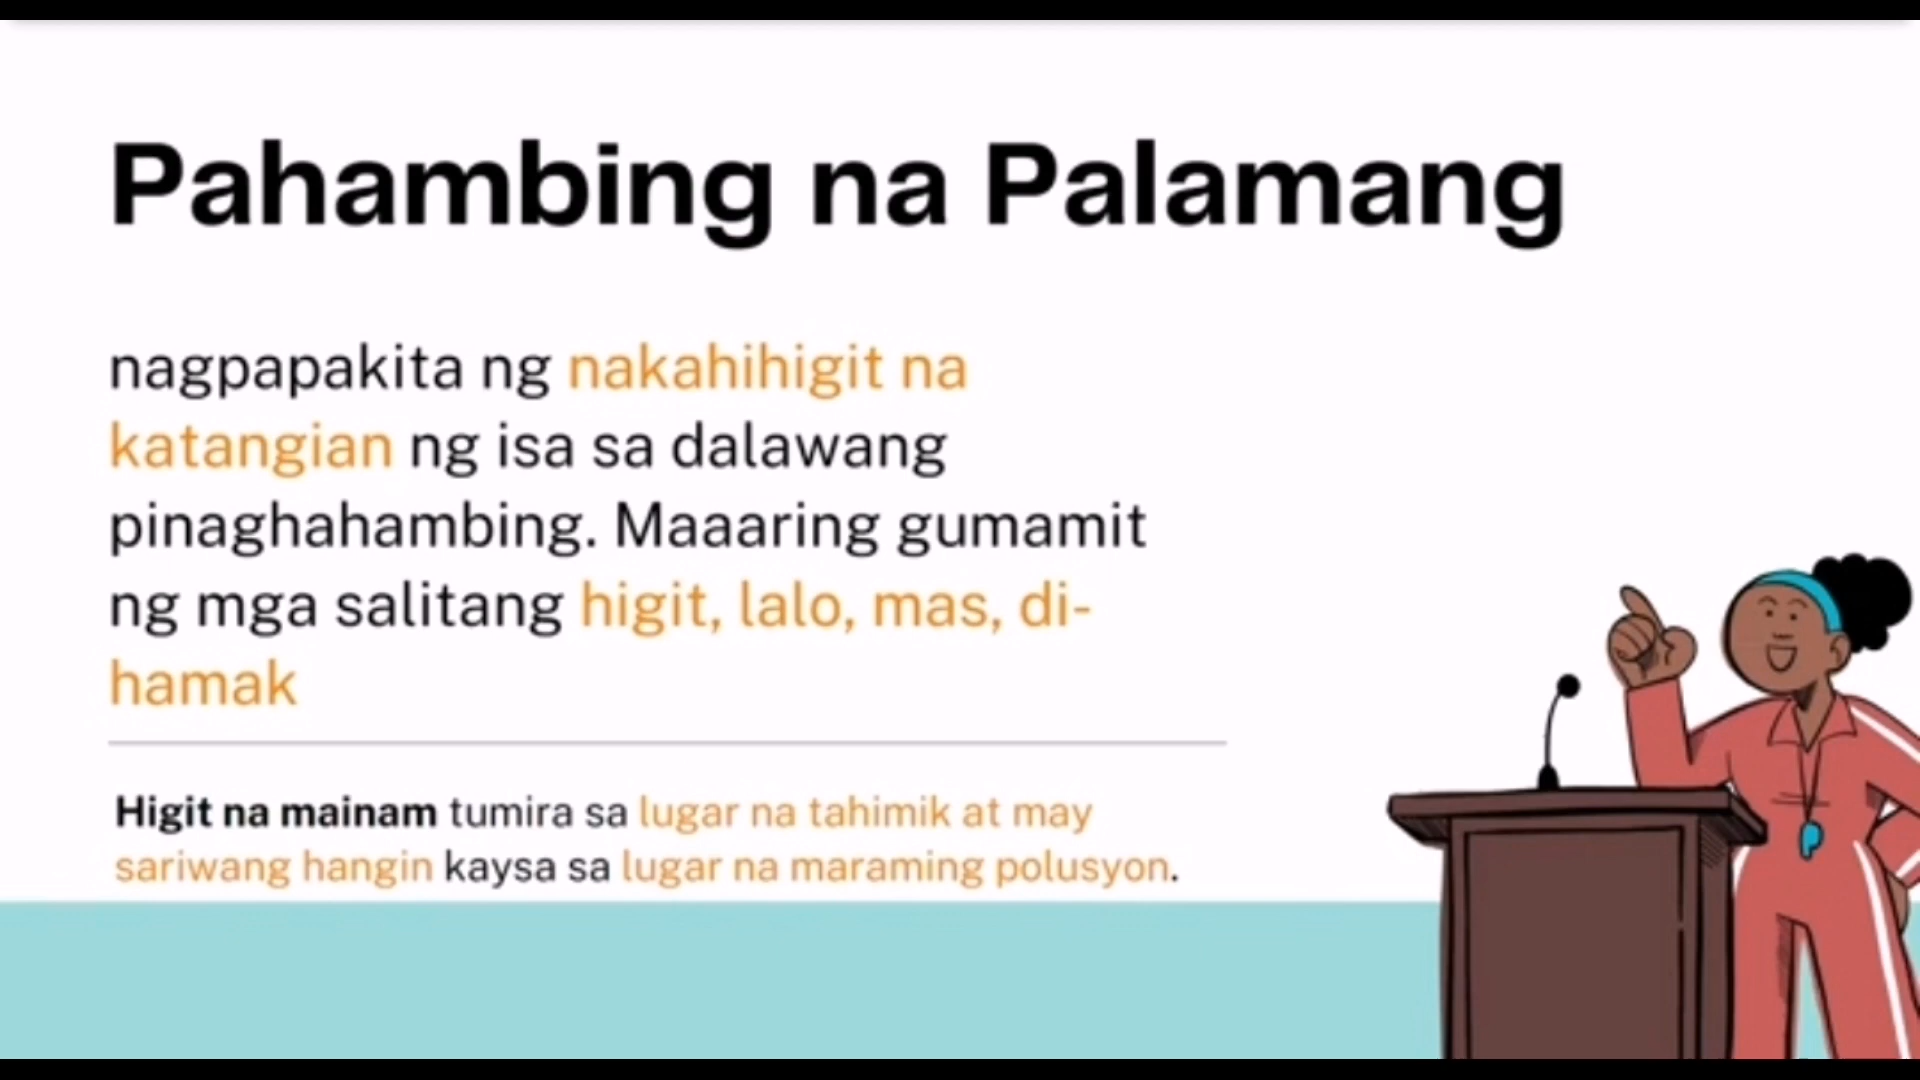 Pahambing na Palamang
nagpapakita ng nakahihigit na
katangian ng isa sa dalawang
pinaghahambing. Maaaring gumamit
ng mga salitang higit, lalo, mas, di-
hamak
Higit na mainam tumira sa lugar na tahimik at may
sariwang hangin kaysa sa lugar na maraming polusyon.